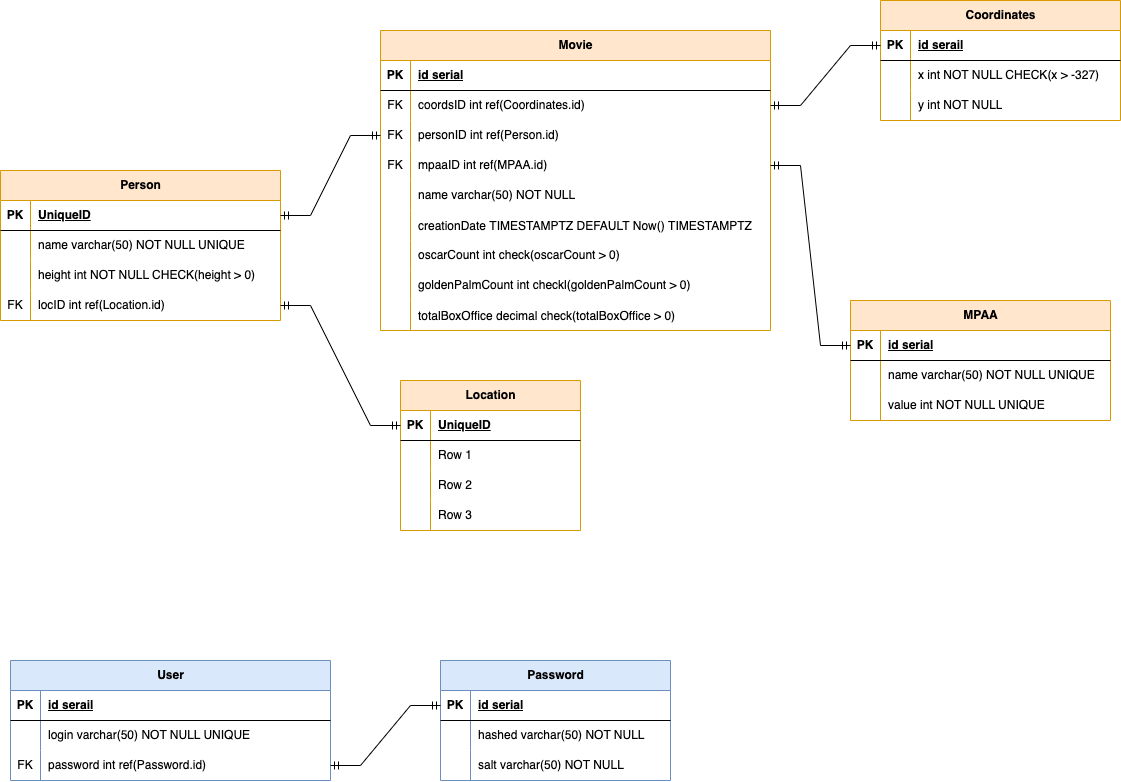 Coordinates
PK id serail
x int NOT NULL CHECK(x > -327)
y int NOT NULL
Movie
PK id serial
FK coordsID int ref(Coordinates.id)
FK personID int ref(Person.id)
FK mpaaID int ref(MPAA.id)
name varchar(50) NOT NULL
creationDate TIMESTAMPTZ DEFAULT Now() TIMESTAMPTZ
oscarCount int check(oscarCount > 0)
goldenPalmCount int checkl(goldenPalmCount > 0)
totalBoxOffice decimal check(totalBoxOffice > 0)
Person
PK UniqueID
name varchar(50) NOT NULL UNIQUE
height int NOT NULL CHECK(height > 0)
FK locID int ref(Location.id)
MPAA
PK id serial
name varchar(50) NOT NULL UNIQUE
value int NOT NULL UNIQUE
Location
PK UniqueID
Row 1
Row 2
Row 3
User
PK id serail
login varchar(50) NOT NULL UNIQUE
FK password int ref(Password.id)
Password
PK id serial
hashed varchar(50) NOT NULL
salt varchar(50) NOT NULL